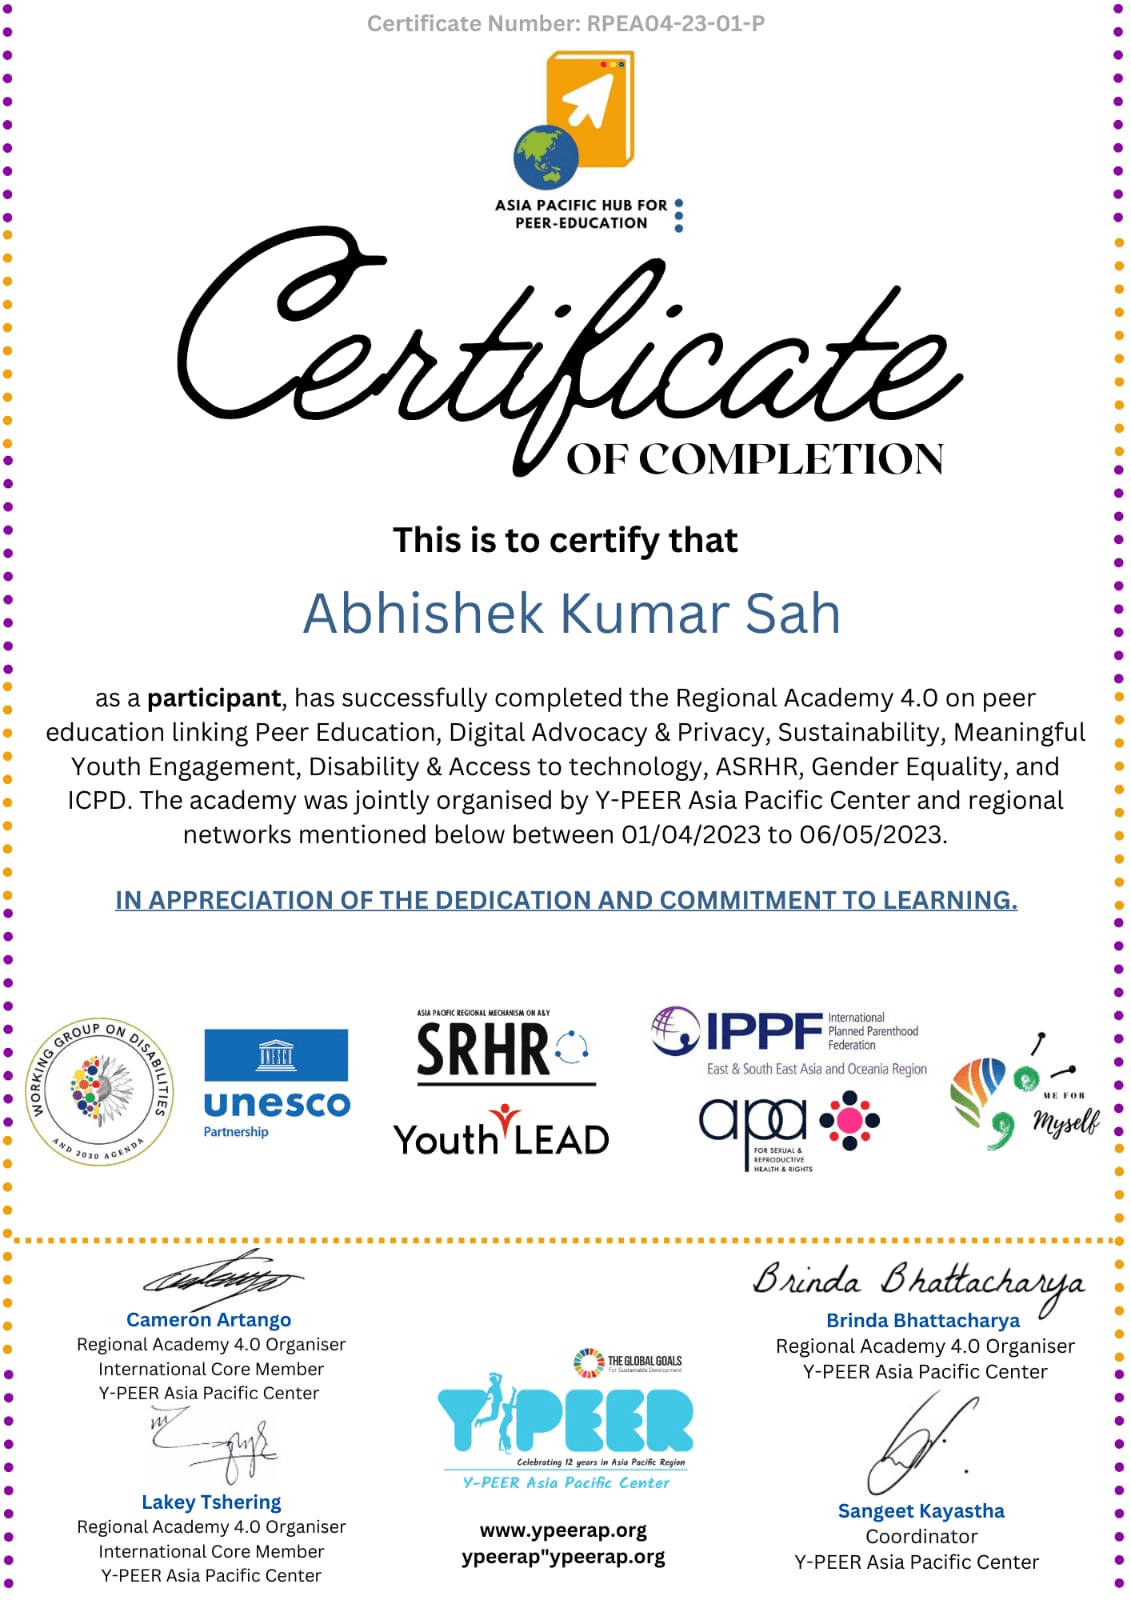 Certificate Number: RPEA04-23-01-P
ASIA PACIFIC HUB FOR
PEER-EDUCATION
Certificate
OF COMPLETION
This is to certify that
Abhishek Kumar Sah
as a participant, has successfully completed the Regional Academy 4.0 on peer
education linking Peer Education, Digital Advocacy & Privacy, Sustainability, Meaningful
Youth Engagement, Disability & Access to technology, ASRHR, Gender Equality, and
ICPD. The academy was jointly organised by Y-PEER Asia Pacific Center and regional
networks mentioned below between 01/04/2023 to 06/05/2023.
IN APPRECIATION OF THE DEDICATION AND COMMITMENT TO LEARNING.
WORKING GROUP ON DISABILITIES
AND 2030 AGENDA
UNESCO
unesco
Partnership
ASIA PACIFIC REGIONAL MECHANISM ON A&Y
SRHR
Youth LEAD
IPPF
International
Planned Parenthood
Federation
East & South East Asia and Oceania Region
apa
FOR SEXUAL &
REPRODUCTIVE
HEALTH & RIGHTS
ME FOR
Myself
Cameron Artango
Regional Academy 4.0 Organiser
International Core Member
Y-PEER Asia Pacific Center
Lakey Tshering
Regional Academy 4.0 Organiser
International Core Member
Y-PEER Asia Pacific Center
THE GLOBAL GOALS
For Sustainable Development
Y-PEER
Celebrating 12 years in Asia Pacific Region
Y-PEER Asia Pacific Center
www.ypeerap.org
ypeerap"ypeerap.org
Brinda Bhattacharya
Brinda Bhattacharya
Regional Academy 4.0 Organiser
Y-PEER Asia Pacific Center
Sangeet Kayastha
Coordinator
Y-PEER Asia Pacific Center